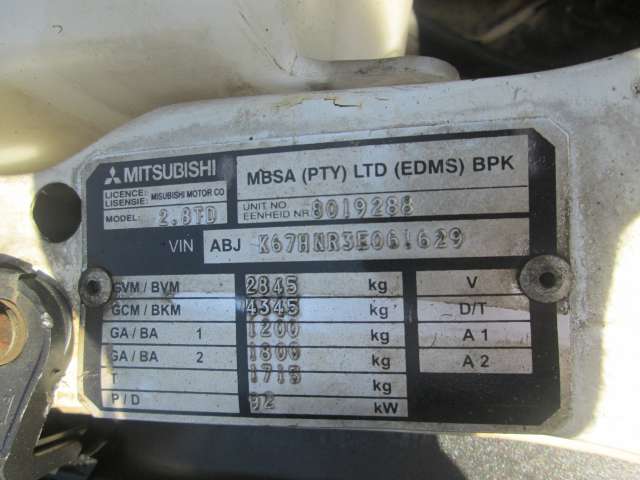 MITSUBISHI
MBSA (PTY) LTD (EDMS) BPK
LICENCE: MISUBISHI MOTOR CO
LISENSIE:
MODEL: 2.8TD
UNIT NO
EENHEID NR 8019288
VIN ABJ K67HNR3E061629
GVM / BVM 2845 kg V
GCM / BKM 4345 kg D/T
GA / BA 1 1200 kg A 1
GA / BA 2 1800 kg A 2
T 1715 kg
P / D 92 kW